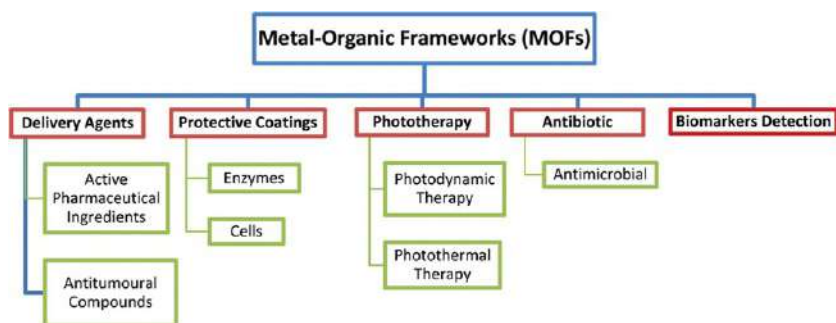 Metal-Organic Frameworks (MOFs)
Delivery Agents
Protective Coatings
Phototherapy
Antibiotic
Biomarkers Detection
Active
Pharmaceutical
Ingredients
Antitumoural
Compounds
Enzymes
Cells
Photodynamic
Therapy
Photothermal
Therapy
Antimicrobial